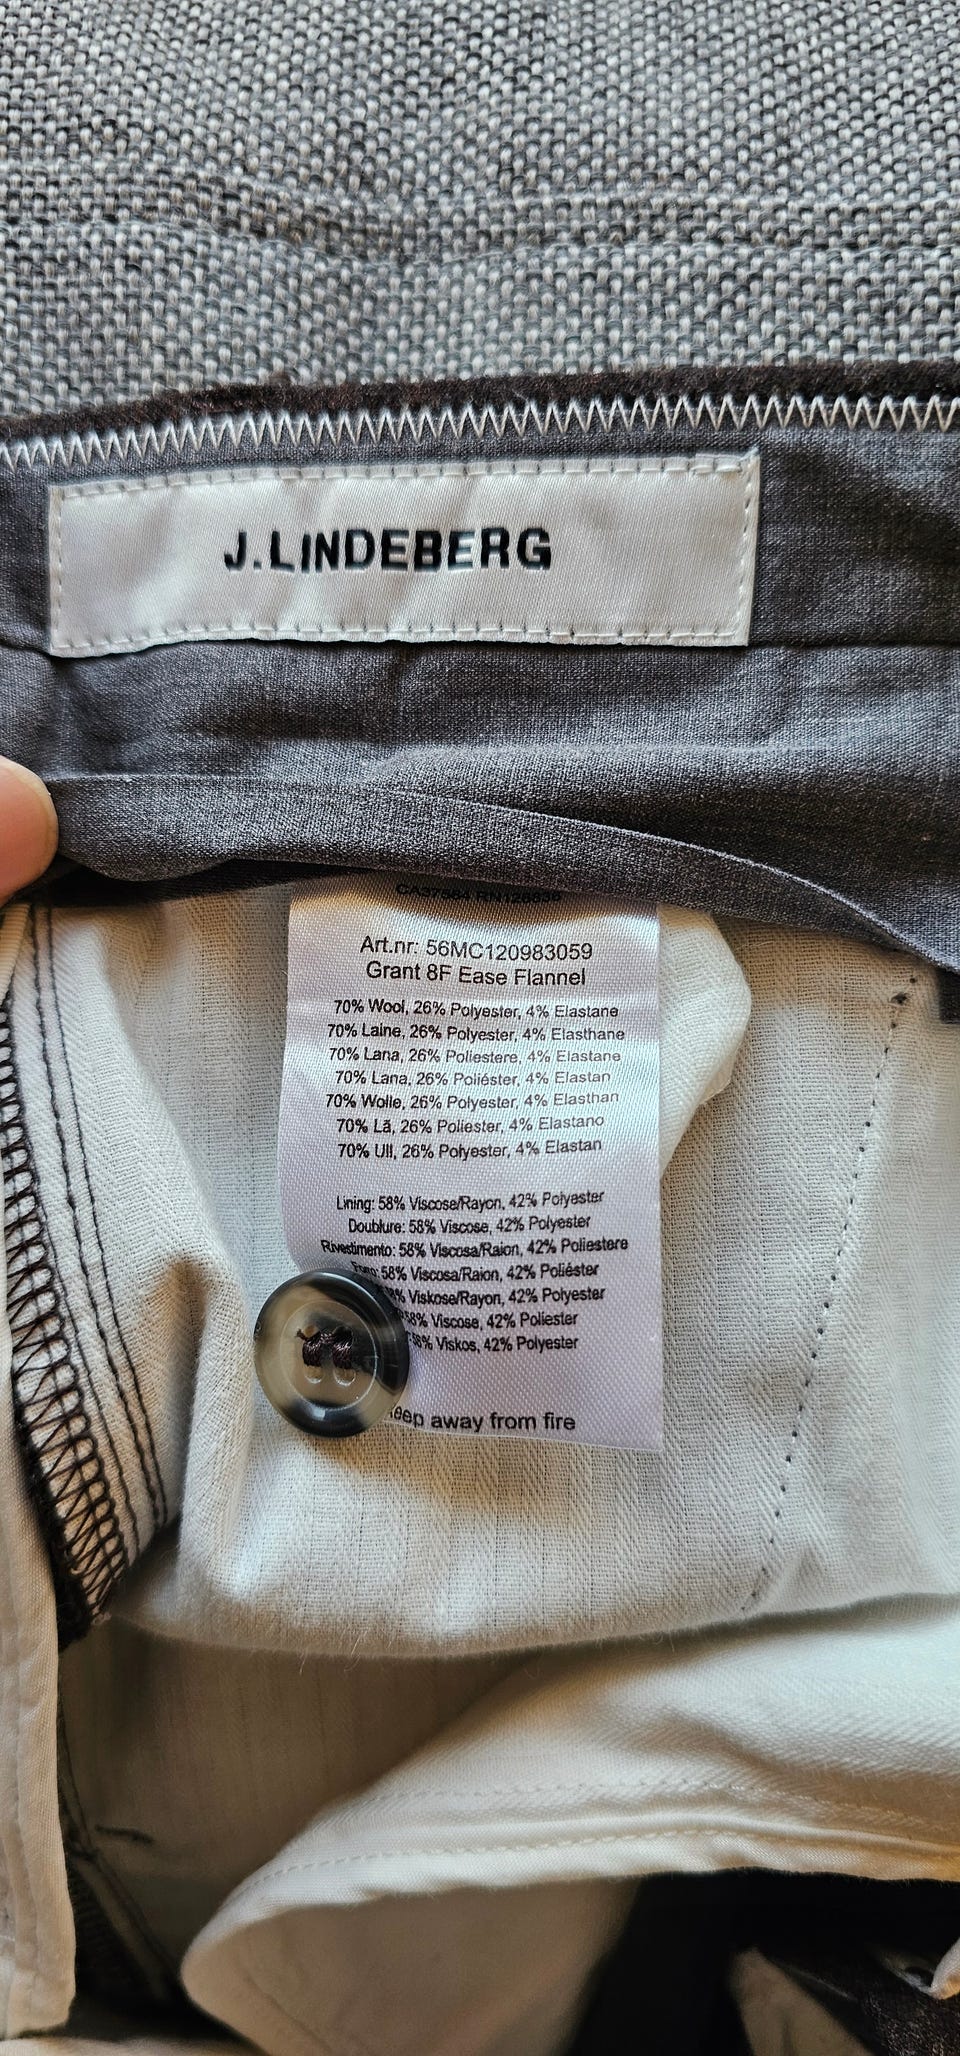 J.LINDEBERG
CA37564 RN126636
Art.nr: 56MC120983059
Grant 8F Ease Flannel
70% Wool, 26% Polyester, 4% Elastane
70% Laine, 26% Polyester, 4% Elasthane
70% Lana, 26% Poliestere, 4% Elastane
70% Lana, 26% Poliéster, 4% Elastan
70% Wolle, 26% Polyester, 4% Elasthan
70% Lã, 26% Poliester, 4% Elastano
70% Ull, 26% Polyester, 4% Elastan
Lining: 58% Viscose/Rayon, 42% Polyester
Doublure: 58% Viscose, 42% Polyester
Rivestimento: 58% Viscosa/Raion, 42% Poliestere
58% Viscosa/Raion, 42% Poliéster
Viskose/Rayon, 42% Polyester
58% Viscose, 42% Poliester
Viskos, 42% Polyester
away from fire